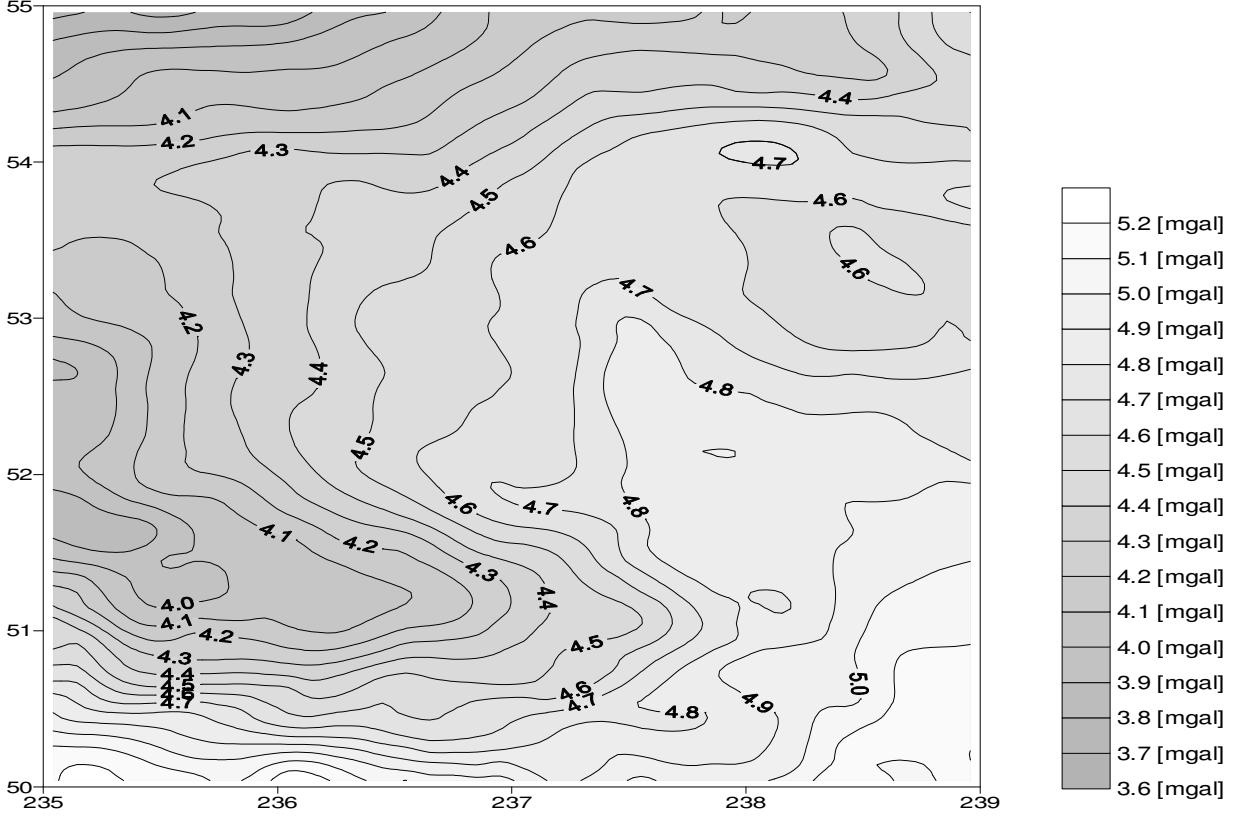 55
4.4
4.1
4.2
4.3
54
4.7
4.4
4.5
4.6
4.6
4.6
4.7
53
4.2
4.3
4.4
4.8
4.5
52
4.6
4.7
4.8
4.1
4.2
4.3
4.4
4.0
4.1
51
4.2
4.5
4.3
4.4
4.5
4.6
4.7
4.6
4.7
4.8
4.9
5.0
50
235
236
237
238
239
5.2 [mgal]
5.1 [mgal]
5.0 [mgal]
4.9 [mgal]
4.8 [mgal]
4.7 [mgal]
4.6 [mgal]
4.5 [mgal]
4.4 [mgal]
4.3 [mgal]
4.2 [mgal]
4.1 [mgal]
4.0 [mgal]
3.9 [mgal]
3.8 [mgal]
3.7 [mgal]
3.6 [mgal]